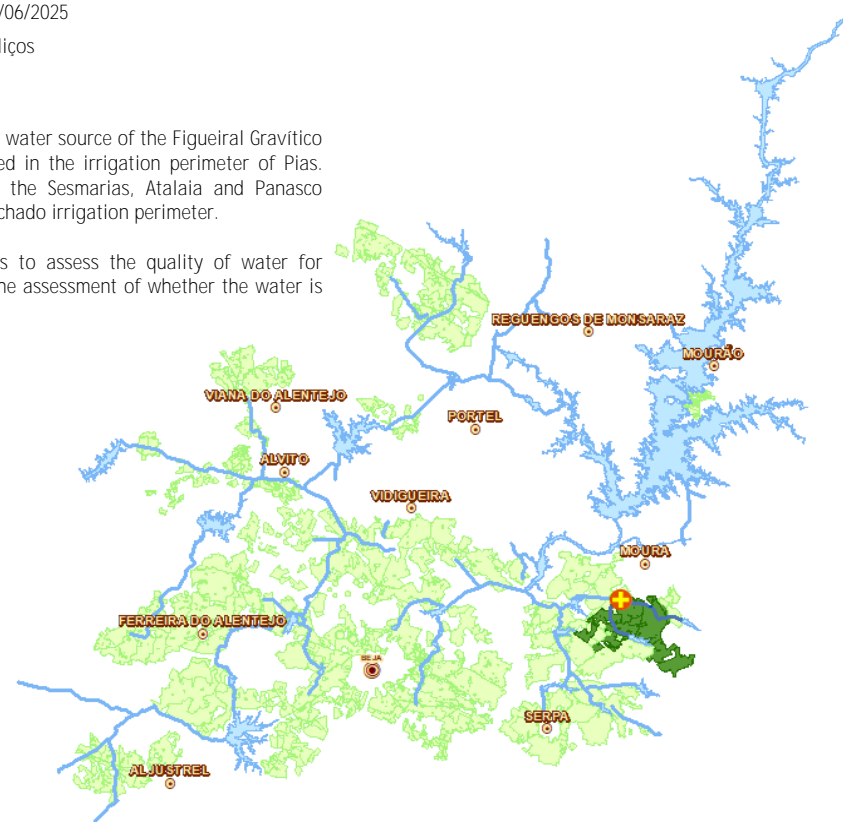 /06/2025
liços
water source of the Figueiral Gravítico
ed in the irrigation perimeter of Pias.
the Sesmarias, Atalaia and Panasco
chado irrigation perimeter.
s to assess the quality of water for
he assessment of whether the water is
REGUENGOS DE MONSARAZ
MOURÃO
VIANA DO ALENTEJO
PORTEL
ALVITO
VIDIGUEIRA
MOURA
FERREIRA DO ALENTEJO
BEJA
SERPA
ALJUSTREL